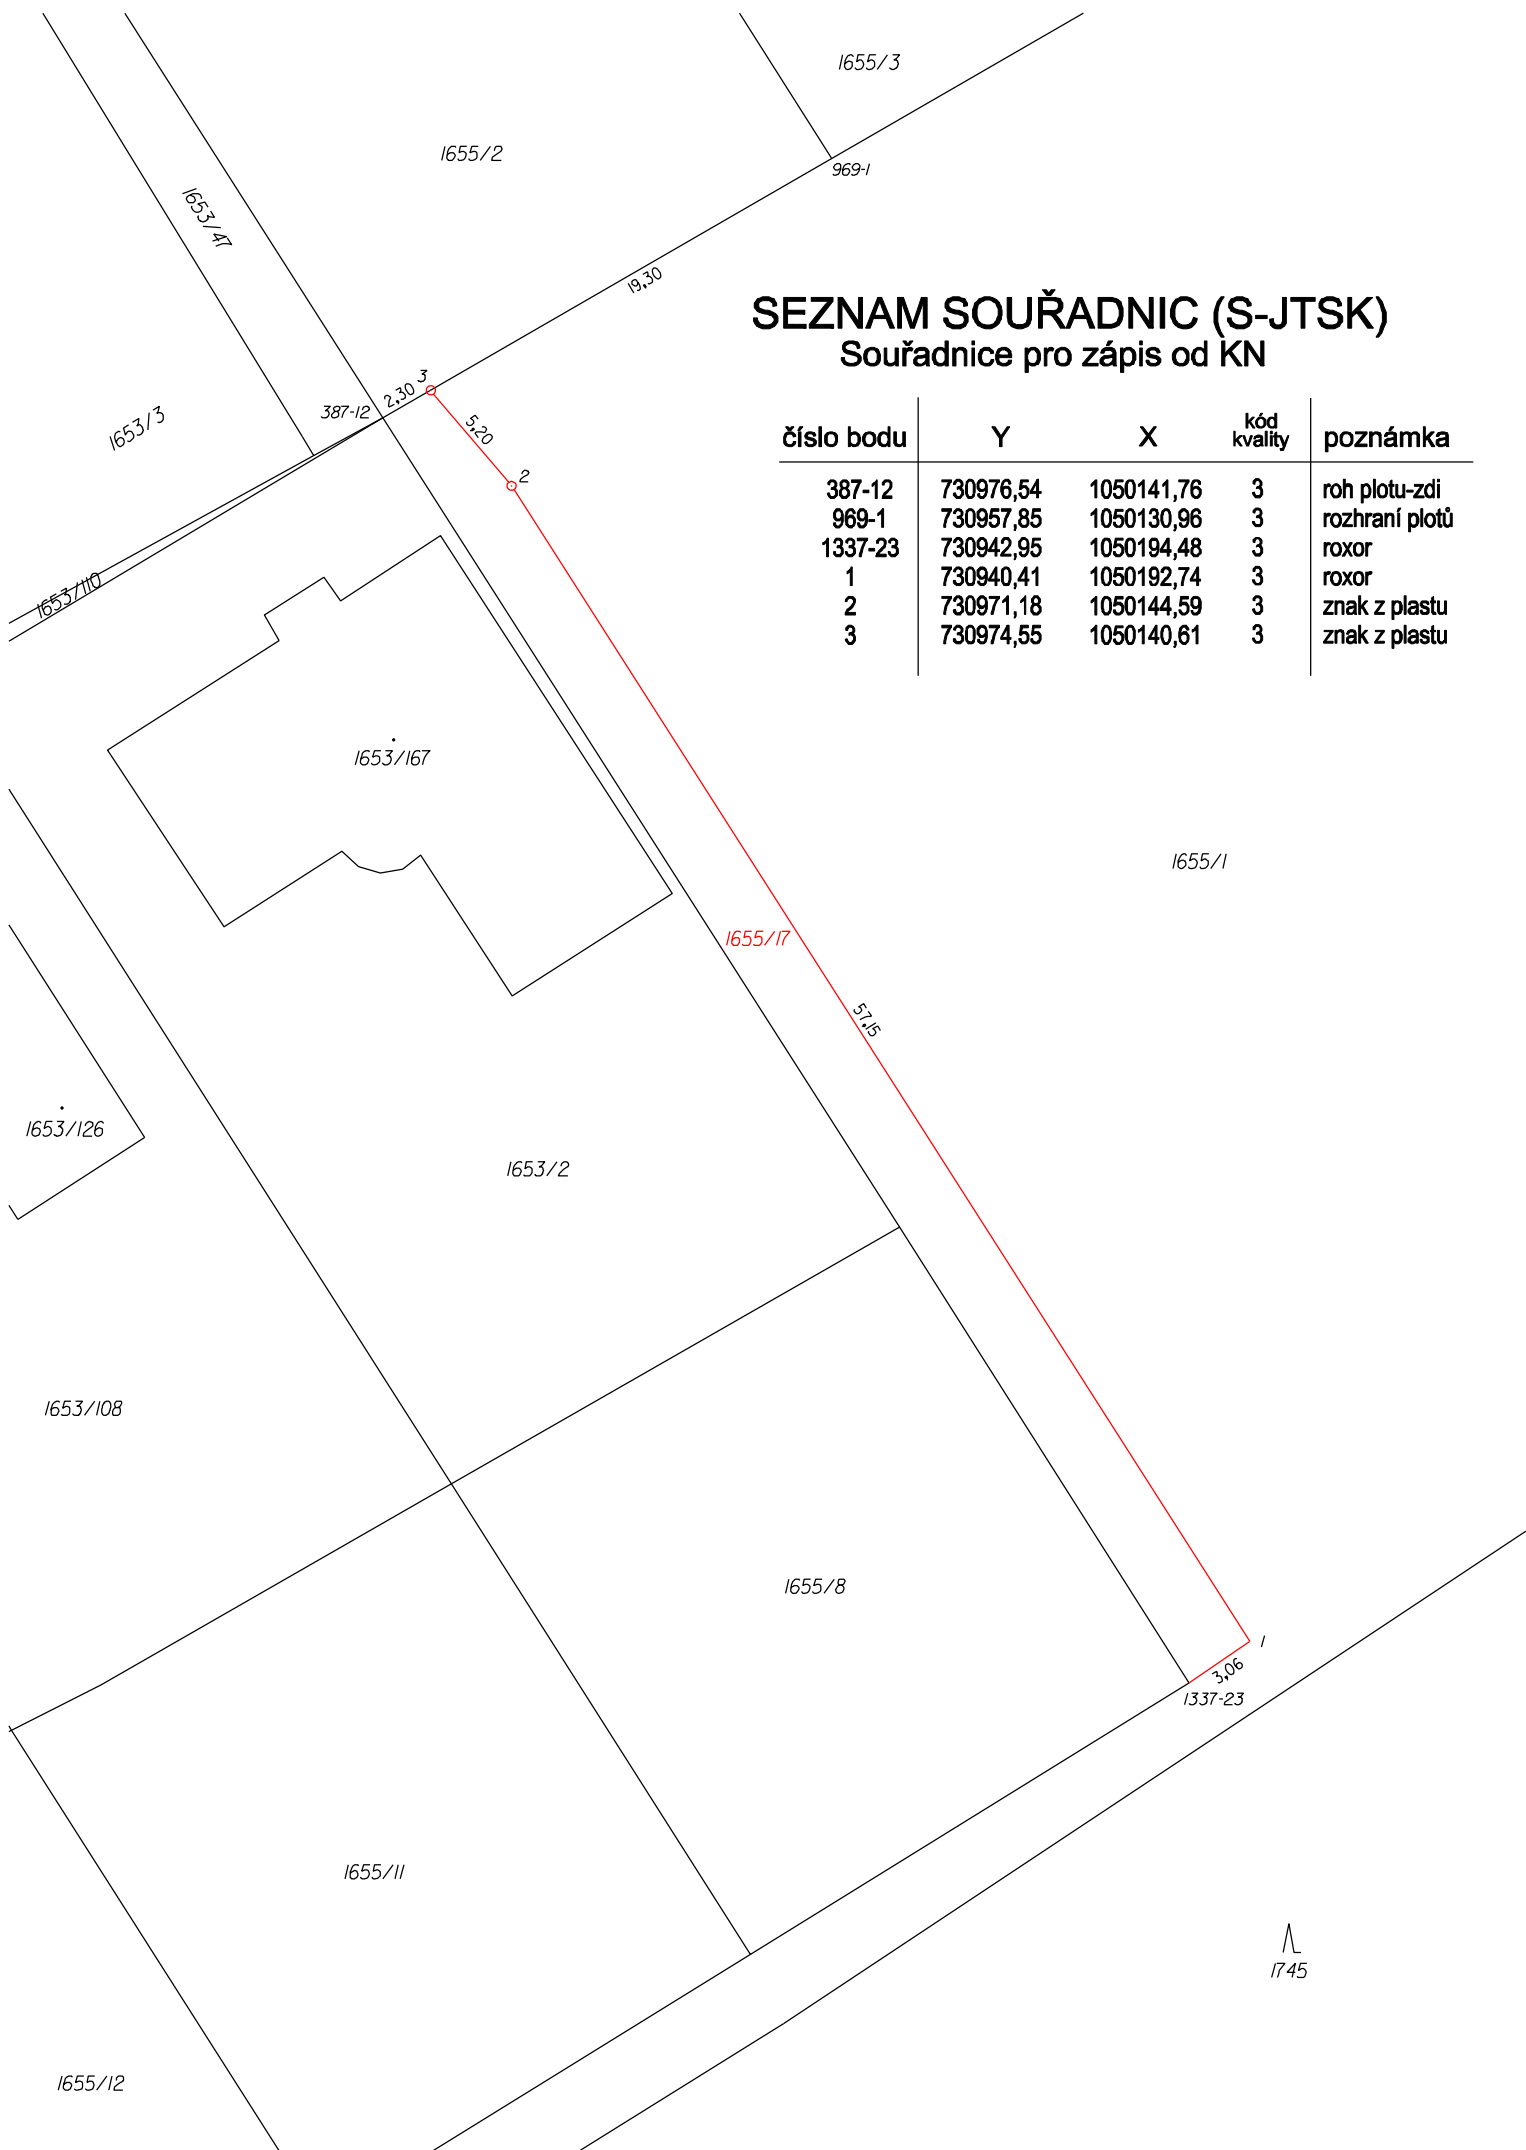 1655/3
1655/2
969-1
1653/47
19,30
SEZNAM SOUŘADNIC (S-JTSK)
Souřadnice pro zápis od KN
3
2,30
387-12
1653/3
5,20
2
číslo bodu Y X kód kvality poznámka
387-12 730976,54 1050141,76 3 roh plotu-zdi
969-1 730957,85 1050130,96 3 rozhraní plotů
1337-23 730942,95 1050194,48 3 roxor
1 730940,41 1050192,74 3 roxor
2 730971,18 1050144,59 3 znak z plastu
3 730974,55 1050140,61 3 znak z plastu
1653/110
1653/167
1655/1
1655/17
57,15
1653/126
1653/2
1653/108
1655/8
1
3,06
1337-23
1655/11
1745
1655/12